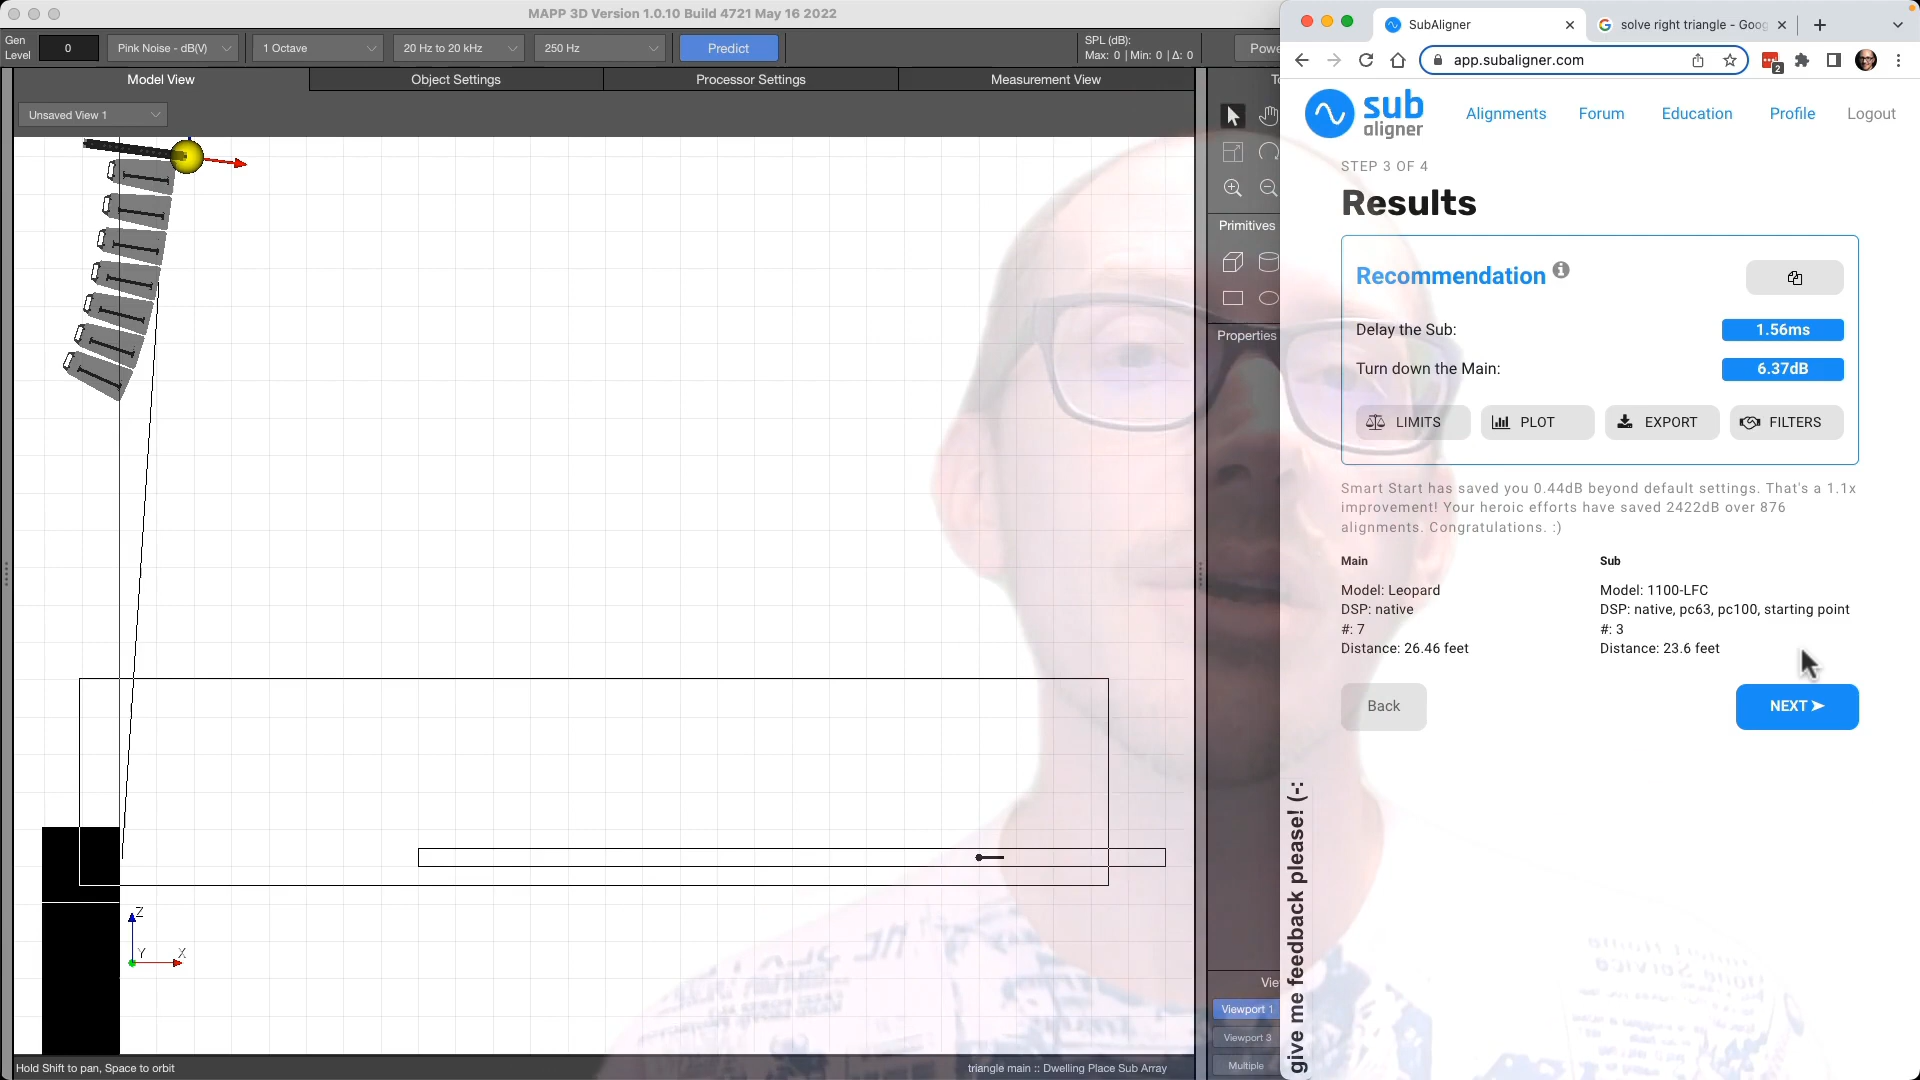 MAPP 3D Version 1.0.10 Build 4721 May 16 2022
Gen Level
0
Pink Noise - dB(V)
1 Octave
20 Hz to 20 kHz
250 Hz
Predict
SPL (dB):
Max: 0 | Min: 0 | Δ: 0
Model View
Object Settings
Processor Settings
Measurement View
Unsaved View 1
Primitives
Properties
Z
Y
X
Viewport 1
Viewport 3
Multiple
Hold Shift to pan, Space to orbit
triangle main :: Dwelling Place Sub Array
SubAligner
solve right triangle - Goog
app.subaligner.com
2
sub
aligner
Alignments
Forum
Education
Profile
Logout
STEP 3 OF 4
Results
Recommendation
Delay the Sub:
1.56ms
Turn down the Main:
6.37dB
LIMITS
PLOT
EXPORT
FILTERS
Smart Start has saved you 0.44dB beyond default settings. That's a 1.1x
improvement! Your heroic efforts have saved 2422dB over 876
alignments. Congratulations. :)
Main
Model: Leopard
DSP: native
#: 7
Distance: 26.46 feet
Sub
Model: 1100-LFC
DSP: native, pc63, pc100, starting point
#: 3
Distance: 23.6 feet
Back
NEXT
give me feedback please! (-: